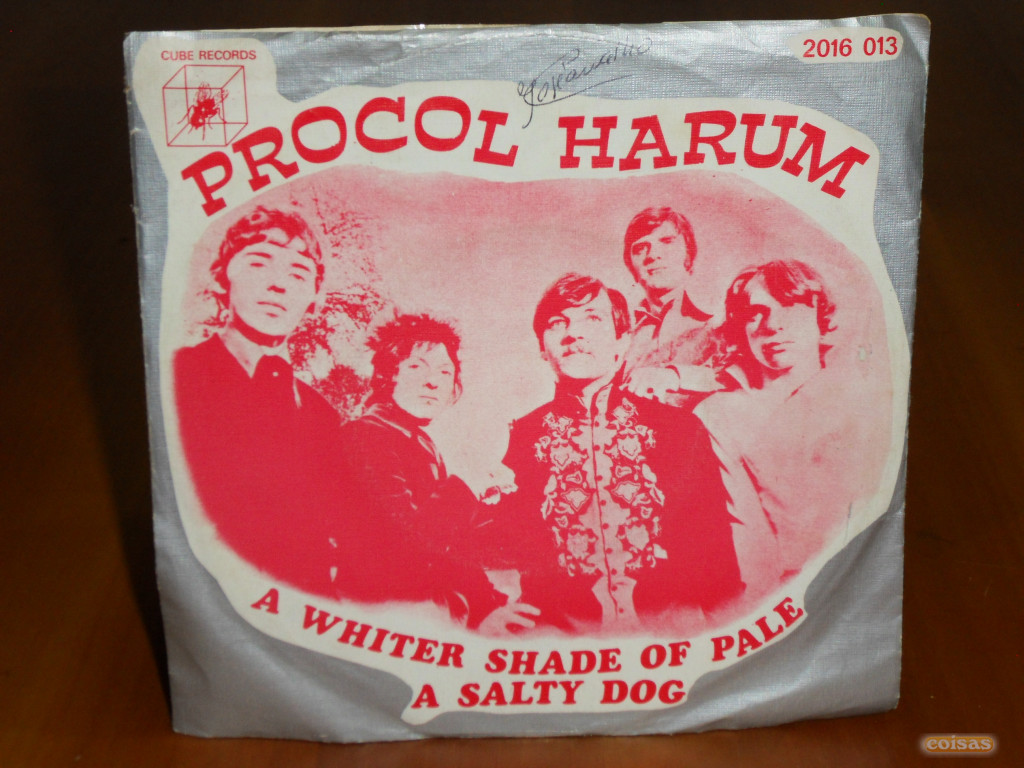 CUBE RECORDS
2016 013
PROCOL HARUM
A WHITER SHADE OF PALE
A SALTY DOG
coisas